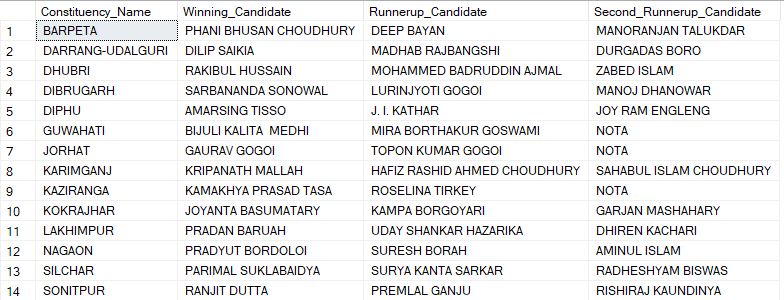 Constituency_Name Winning_Candidate Runnerup_Candidate Second_Runnerup_Candidate
1 BARPETA PHANI BHUSAN CHOUDHURY DEEP BAYAN MANORANJAN TALUKDAR
2 DARRANG-UDALGURI DILIP SAIKIA MADHAB RAJBANGSHI DURGADAS BORO
3 DHUBRI RAKIBUL HUSSAIN MOHAMMED BADRUDDIN AJMAL ZABED ISLAM
4 DIBRUGARH SARBANANDA SONOWAL LURINJYOTI GOGOI MANOJ DHANOWAR
5 DIPHU AMARSING TISSO J. I. KATHAR JOY RAM ENGLENG
6 GUWAHATI BIJULI KALITA  MEDHI MIRA BORTHAKUR GOSWAMI NOTA
7 JORHAT GAURAV GOGOI TOPON KUMAR GOGOI NOTA
8 KARIMGANJ KRIPANATH MALLAH HAFIZ RASHID AHMED CHOUDHURY SAHABUL ISLAM CHOUDHURY
9 KAZIRANGA KAMAKHYA PRASAD TASA ROSELINA TIRKEY NOTA
10 KOKRAJHAR JOYANTA BASUMATARY KAMPA BORGOYARI GARJAN MASHAHARY
11 LAKHIMPUR PRADAN BARUAH UDAY SHANKAR HAZARIKA DHIREN KACHARI
12 NAGAON PRADYUT BORDOLOI SURESH BORAH AMINUL ISLAM
13 SILCHAR PARIMAL SUKLABAIDYA SURYA KANTA SARKAR RADHESHYAM BISWAS
14 SONITPUR RANJIT DUTTA PREMLAL GANJU RISHIRAJ KAUNDINYA